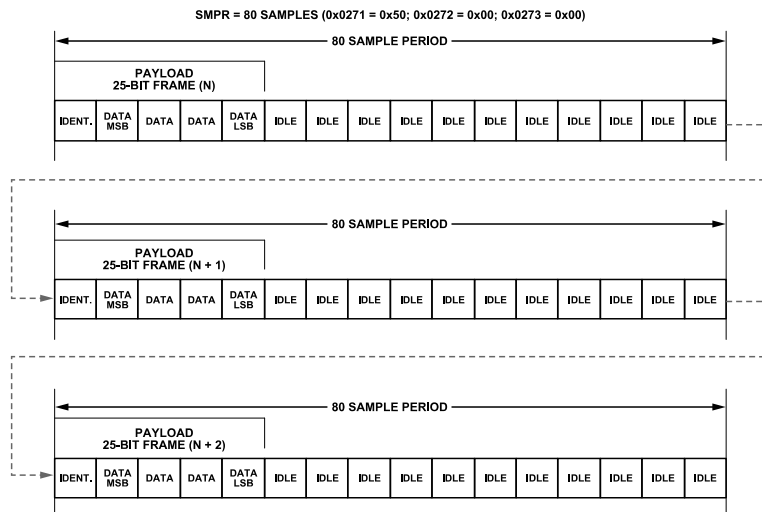 SMPR = 80 SAMPLES (0x0271 = 0x50; 0x0272 = 0x00; 0x0273 = 0x00)
80 SAMPLE PERIOD
PAYLOAD
25-BIT FRAME (N)
IDENT. DATA MSB DATA DATA DATA LSB IDLE IDLE IDLE IDLE IDLE IDLE IDLE IDLE IDLE IDLE IDLE
80 SAMPLE PERIOD
PAYLOAD
25-BIT FRAME (N + 1)
IDENT. DATA MSB DATA DATA DATA LSB IDLE IDLE IDLE IDLE IDLE IDLE IDLE IDLE IDLE IDLE IDLE
80 SAMPLE PERIOD
PAYLOAD
25-BIT FRAME (N + 2)
IDENT. DATA MSB DATA DATA DATA LSB IDLE IDLE IDLE IDLE IDLE IDLE IDLE IDLE IDLE IDLE IDLE